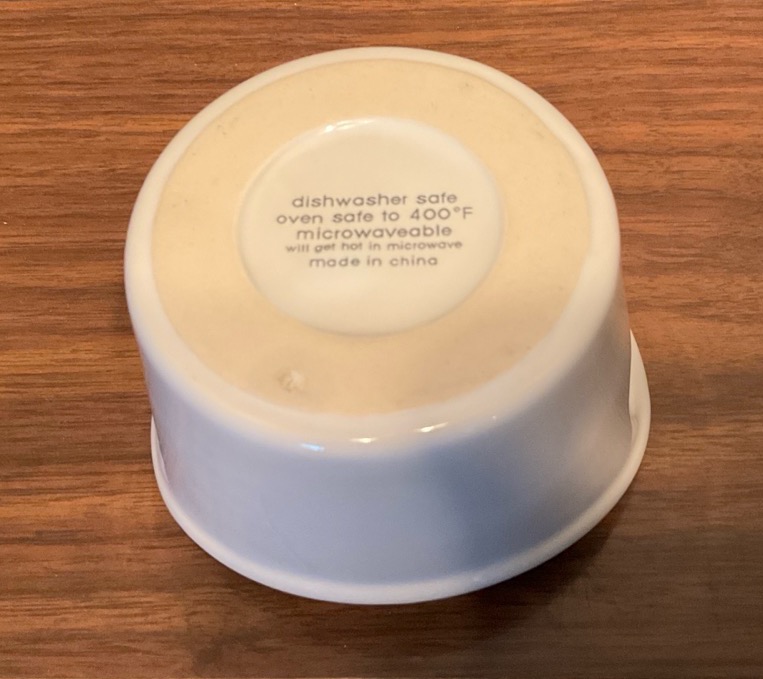 dishwasher safe
oven safe to 400°F
microwaveable
will get hot in microwave
made in china